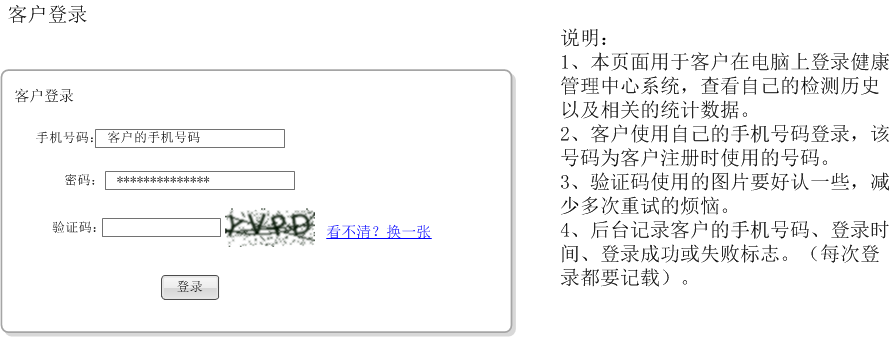 客户登录
客户登录
手机号码:
客户的手机号码
密码:
**************
验证码:
看不清？换一张
登录
说明：
1、本页面用于客户在电脑上登录健康
管理中心系统，查看自己的检测历史
以及相关的统计数据。
2、客户使用自己的手机号码登录，该
号码为客户注册时使用的号码。
3、验证码使用的图片要好认一些，减
少多次重试的烦恼。
4、后台记录客户的手机号码、登录时
间、登录成功或失败标志。（每次登
录都要记载）。